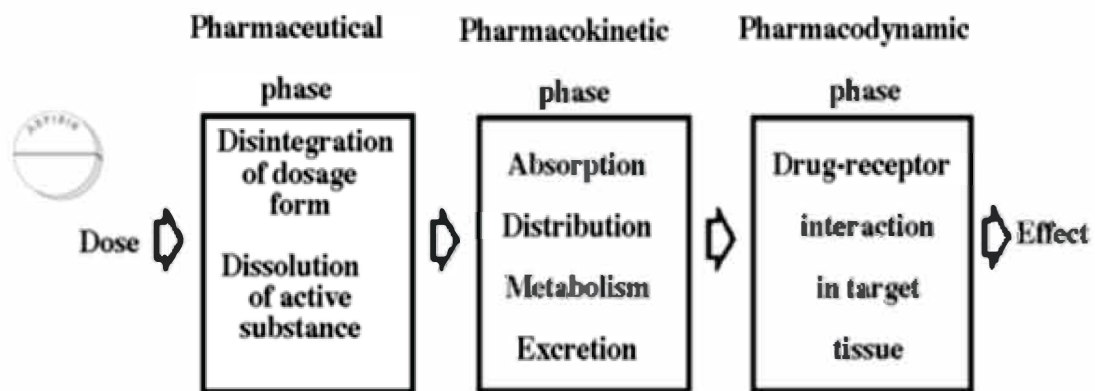 Pharmaceutical phase
Pharmacokinetic phase
Pharmacodynamic phase
ASPIRIN
Dose
Disintegration
of dosage
form
Dissolution
of active
substance
Absorption
Distribution
Metabolism
Excretion
Drug-receptor
interaction
in target
tissue
Effect